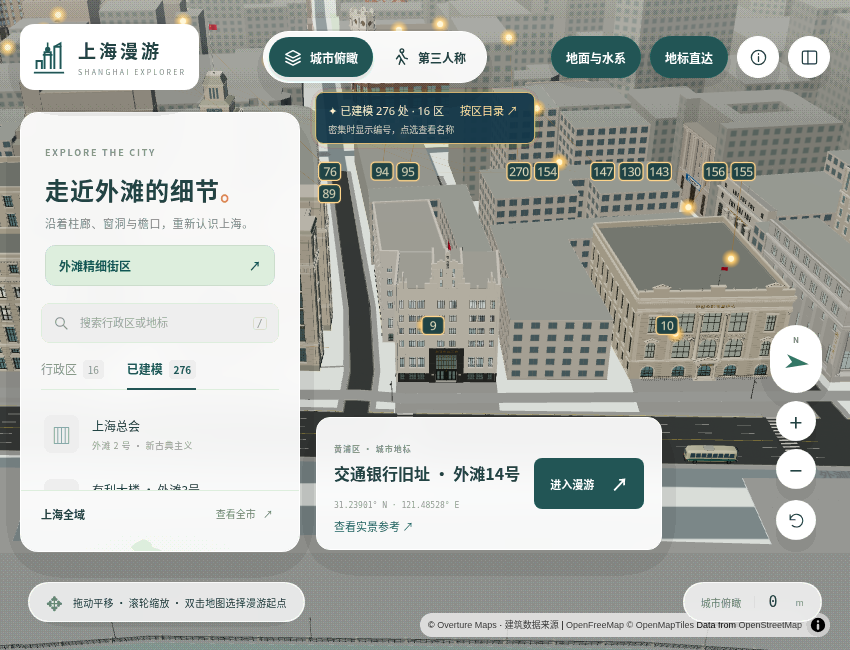 上海漫游
SHANGHAI EXPLORER
城市俯瞰
第三人称
地面与水系
地标直达
✦ 已建模 276 处 · 16 区 按区目录 ↗
密集时显示编号，点选查看名称
EXPLORE THE CITY
走近外滩的细节。
沿着柱廊、窗洞与檐口，重新认识上海。
外滩精细街区 ↗
搜索行政区或地标 /
行政区 16 已建模 276
上海总会
外滩 2 号 · 新古典主义
有利大楼 · 外滩3号
上海全域 查看全市 ↗
76
89
94
95
270
154
147
130
143
156
155
9
10
N
+
−
黄浦区 · 城市地标
交通银行旧址 · 外滩14号
31.23901° N · 121.48528° E
查看实景参考 ↗
进入漫游 ↗
拖动平移 · 滚轮缩放 · 双击地图选择漫游起点
城市俯瞰 0 m
© Overture Maps · 建筑数据来源 | OpenFreeMap © OpenMapTiles Data from OpenStreetMap